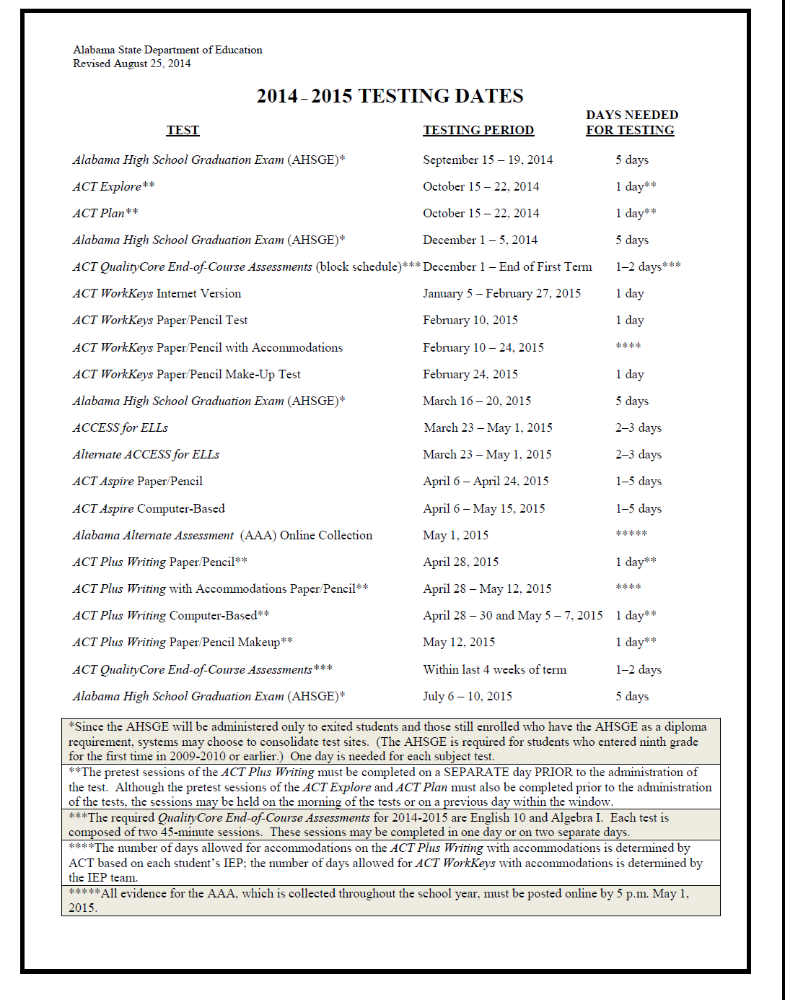 Alabama State Department of Education
Revised August 25, 2014
2014 – 2015 TESTING DATES
DAYS NEEDED
TEST TESTING PERIOD FOR TESTING
Alabama High School Graduation Exam (AHSGE)* September 15 – 19, 2014 5 days
ACT Explore** October 15 – 22, 2014 1 day**
ACT Plan** October 15 – 22, 2014 1 day**
Alabama High School Graduation Exam (AHSGE)* December 1 – 5, 2014 5 days
ACT QualityCore End-of-Course Assessments (block schedule)*** December 1 – End of First Term 1–2 days***
ACT WorkKeys Internet Version January 5 – February 27, 2015 1 day
ACT WorkKeys Paper/Pencil Test February 10, 2015 1 day
ACT WorkKeys Paper/Pencil with Accommodations February 10 – 24, 2015 ****
ACT WorkKeys Paper/Pencil Make-Up Test February 24, 2015 1 day
Alabama High School Graduation Exam (AHSGE)* March 16 – 20, 2015 5 days
ACCESS for ELLs March 23 – May 1, 2015 2–3 days
Alternate ACCESS for ELLs March 23 – May 1, 2015 2–3 days
ACT Aspire Paper/Pencil April 6 – April 24, 2015 1–5 days
ACT Aspire Computer-Based April 6 – May 15, 2015 1–5 days
Alabama Alternate Assessment (AAA) Online Collection May 1, 2015 *****
ACT Plus Writing Paper/Pencil** April 28, 2015 1 day**
ACT Plus Writing with Accommodations Paper/Pencil** April 28 – May 12, 2015 ****
ACT Plus Writing Computer-Based** April 28 – 30 and May 5 – 7, 2015 1 day**
ACT Plus Writing Paper/Pencil Makeup** May 12, 2015 1 day**
ACT QualityCore End-of-Course Assessments*** Within last 4 weeks of term 1–2 days
Alabama High School Graduation Exam (AHSGE)* July 6 – 10, 2015 5 days
*Since the AHSGE will be administered only to exited students and those still enrolled who have the AHSGE as a diploma
requirement, systems may choose to consolidate test sites. (The AHSGE is required for students who entered ninth grade
for the first time in 2009-2010 or earlier.) One day is needed for each subject test.
**The pretest sessions of the ACT Plus Writing must be completed on a SEPARATE day PRIOR to the administration of
the test. Although the pretest sessions of the ACT Explore and ACT Plan must also be completed prior to the administration
of the tests, the sessions may be held on the morning of the tests or on a previous day within the window.
***The required QualityCore End-of-Course Assessments for 2014-2015 are English 10 and Algebra I. Each test is
composed of two 45-minute sessions. These sessions may be completed in one day or on two separate days.
****The number of days allowed for accommodations on the ACT Plus Writing with accommodations is determined by
ACT based on each student’s IEP; the number of days allowed for ACT WorkKeys with accommodations is determined by
the IEP team.
*****All evidence for the AAA, which is collected throughout the school year, must be posted online by 5 p.m. May 1,
2015.